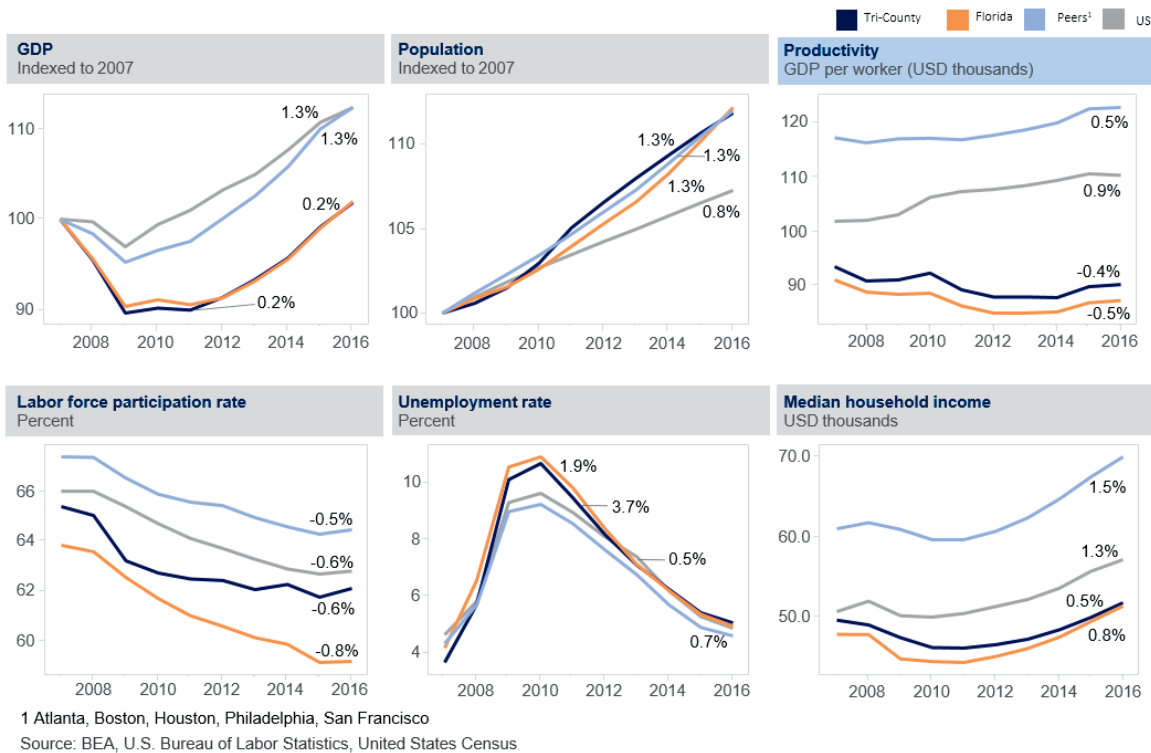 Tri-County Florida Peers¹ US
GDP
Indexed to 2007
110
100
90
1.3%
1.3%
0.2%
0.2%
2008 2010 2012 2014 2016
Population
Indexed to 2007
110
105
100
1.3%
1.3%
1.3%
0.8%
2008 2010 2012 2014 2016
Productivity
GDP per worker (USD thousands)
120
110
100
90
0.5%
0.9%
-0.4%
-0.5%
2008 2010 2012 2014 2016
Labor force participation rate
Percent
66
64
62
60
-0.5%
-0.6%
-0.6%
-0.8%
2008 2010 2012 2014 2016
Unemployment rate
Percent
10
8
6
4
1.9%
3.7%
0.5%
0.7%
2008 2010 2012 2014 2016
Median household income
USD thousands
70.0
60.0
50.0
1.5%
1.3%
0.5%
0.8%
2008 2010 2012 2014 2016
1 Atlanta, Boston, Houston, Philadelphia, San Francisco
Source: BEA, U.S. Bureau of Labor Statistics, United States Census